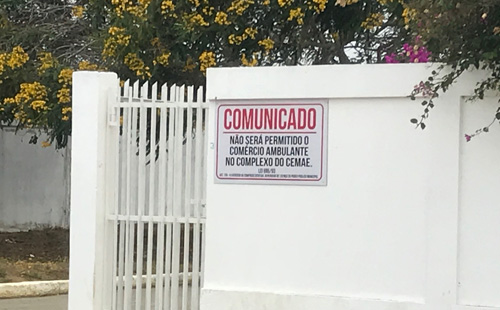 COMUNICADO
NÃO SERÁ PERMITIDO O
COMÉRCIO AMBULANTE
NO COMPLEXO DO CEMAE.